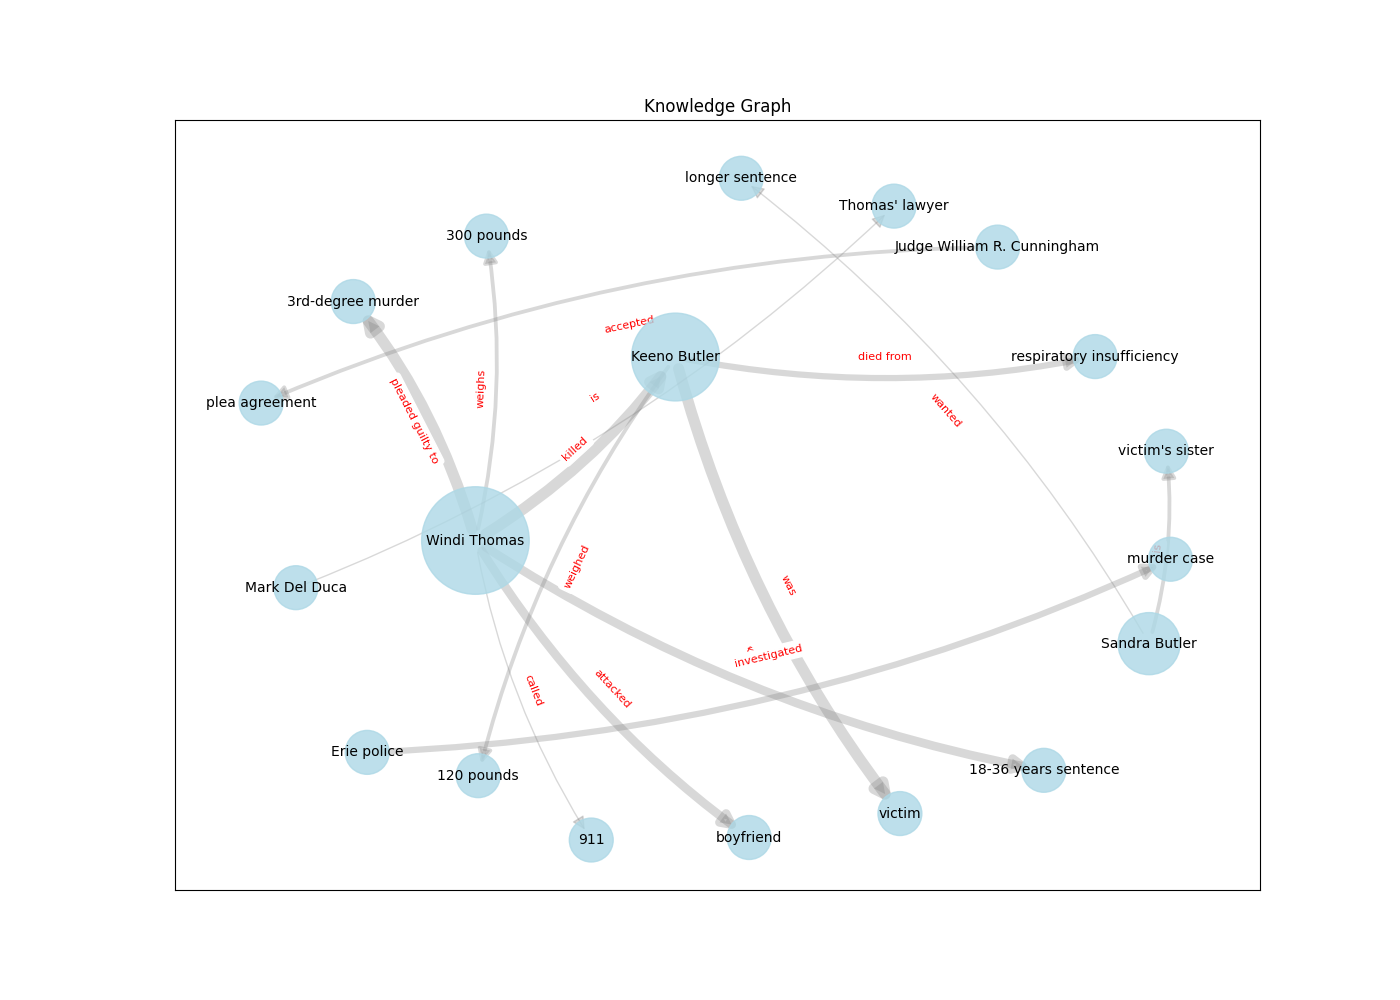 Knowledge Graph
longer sentence
Thomas' lawyer
300 pounds
Judge William R. Cunningham
3rd-degree murder
accepted
Keeno Butler
died from
respiratory insufficiency
weighs
is
plea agreement
pleaded guilty to
wanted
killed
victim's sister
Windi Thomas
murder case
weighed
Mark Del Duca
was
Sandra Butler
investigated
called
attacked
Erie police
120 pounds
18-36 years sentence
victim
911
boyfriend